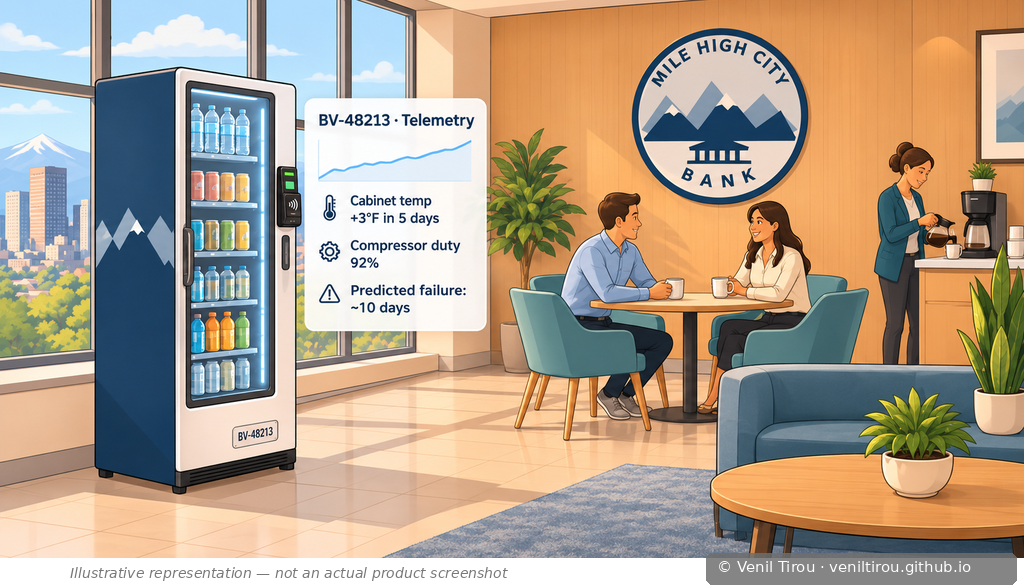 BV-48213 · Telemetry
Cabinet temp
+3°F in 5 days
Compressor duty
92%
Predicted failure:
~10 days
BV-48213
MILE HIGH CITY
BANK
Illustrative representation — not an actual product screenshot
© Venil Tirou · veniltirou.github.io